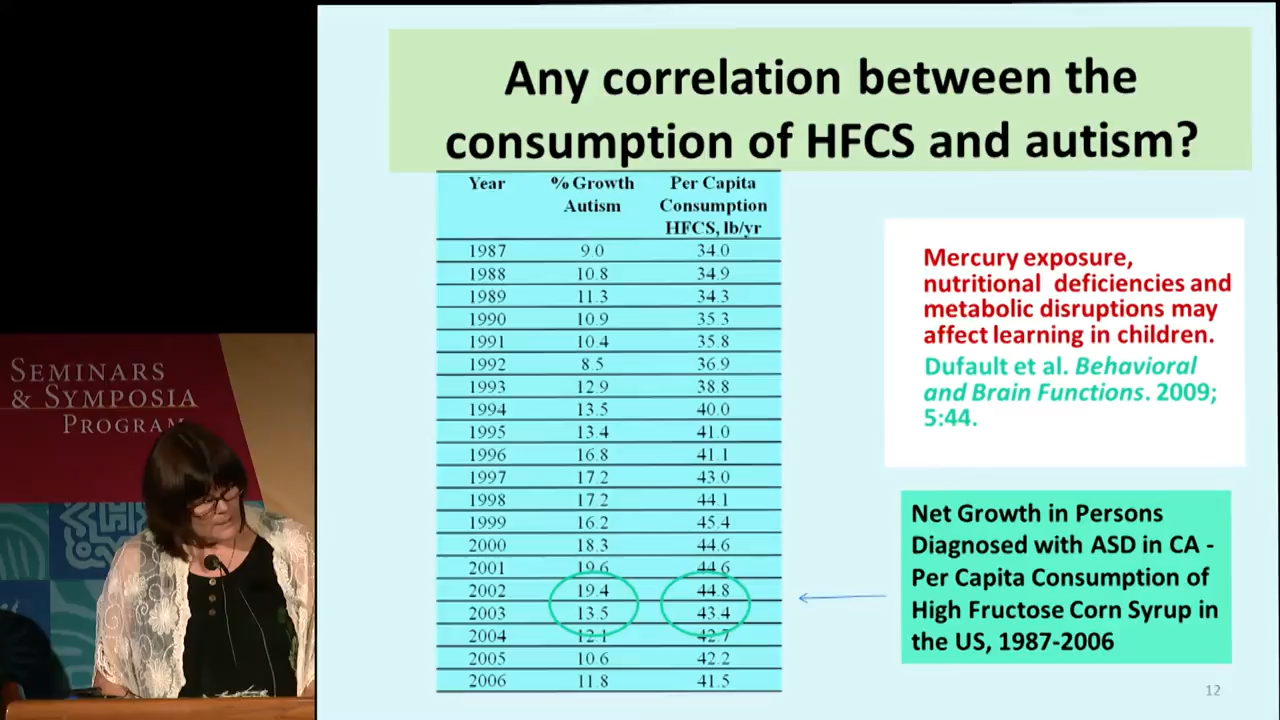 Any correlation between the
consumption of HFCS and autism?
Year % Growth Autism Per Capita Consumption HFCS, lb/yr
1987 9.0 34.0
1988 10.8 34.9
1989 11.3 34.3
1990 10.9 35.3
1991 10.4 35.8
1992 8.5 36.9
1993 12.9 38.8
1994 13.5 40.0
1995 13.4 41.0
1996 16.8 41.1
1997 17.2 43.0
1998 17.2 44.1
1999 16.2 45.4
2000 18.3 44.6
2001 19.6 44.6
2002 19.4 44.8
2003 13.5 43.4
2004 12.1 42.7
2005 10.6 42.2
2006 11.8 41.5
Mercury exposure,
nutritional deficiencies and
metabolic disruptions may
affect learning in children.
Dufault et al. Behavioral
and Brain Functions. 2009;
5:44.
Net Growth in Persons
Diagnosed with ASD in CA -
Per Capita Consumption of
High Fructose Corn Syrup in
the US, 1987-2006
12
SEMINARS
& SYMPOSIA
PROGRAM